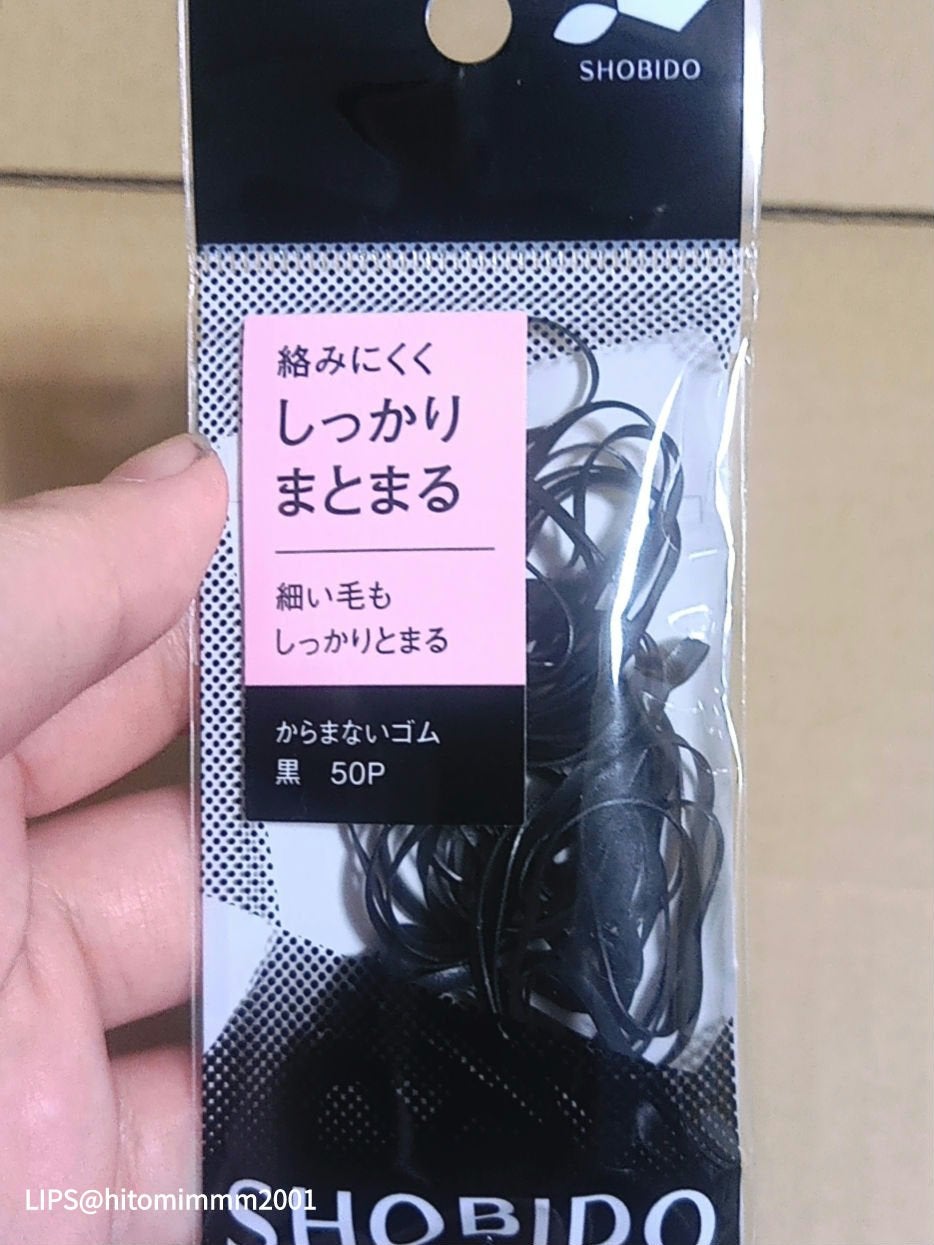 SHOBIDO
絡みにくく
しっかり
まとまる
細い毛も
しっかりとまる
からまないゴム
黒 50P
SHOBIDO
LIPS@hitomimmm2001